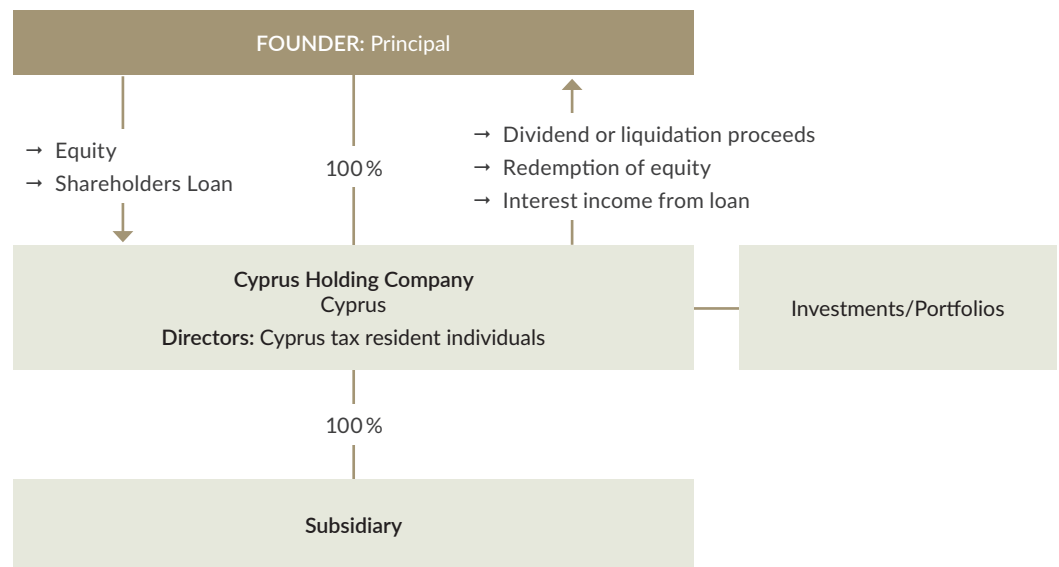 FOUNDER: Principal
→ Equity
→ Shareholders Loan
100%
→ Dividend or liquidation proceeds
→ Redemption of equity
→ Interest income from loan
Cyprus Holding Company
Cyprus
Directors: Cyprus tax resident individuals
Investments/Portfolios
100%
Subsidiary